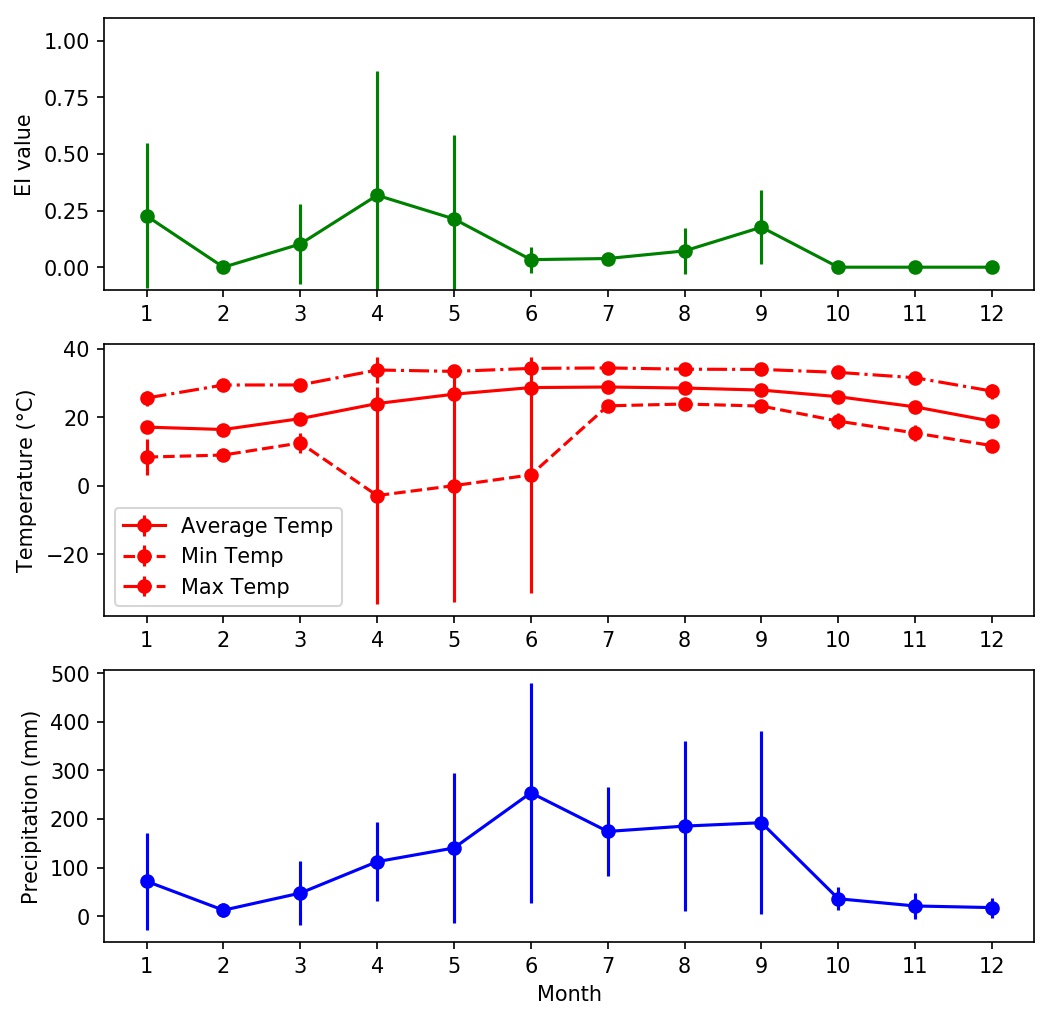 EI value
1.00
0.75
0.50
0.25
0.00
1 2 3 4 5 6 7 8 9 10 11 12
Temperature (°C)
40
20
0
−20
Average Temp
Min Temp
Max Temp
1 2 3 4 5 6 7 8 9 10 11 12
Precipitation (mm)
500
400
300
200
100
0
1 2 3 4 5 6 7 8 9 10 11 12
Month